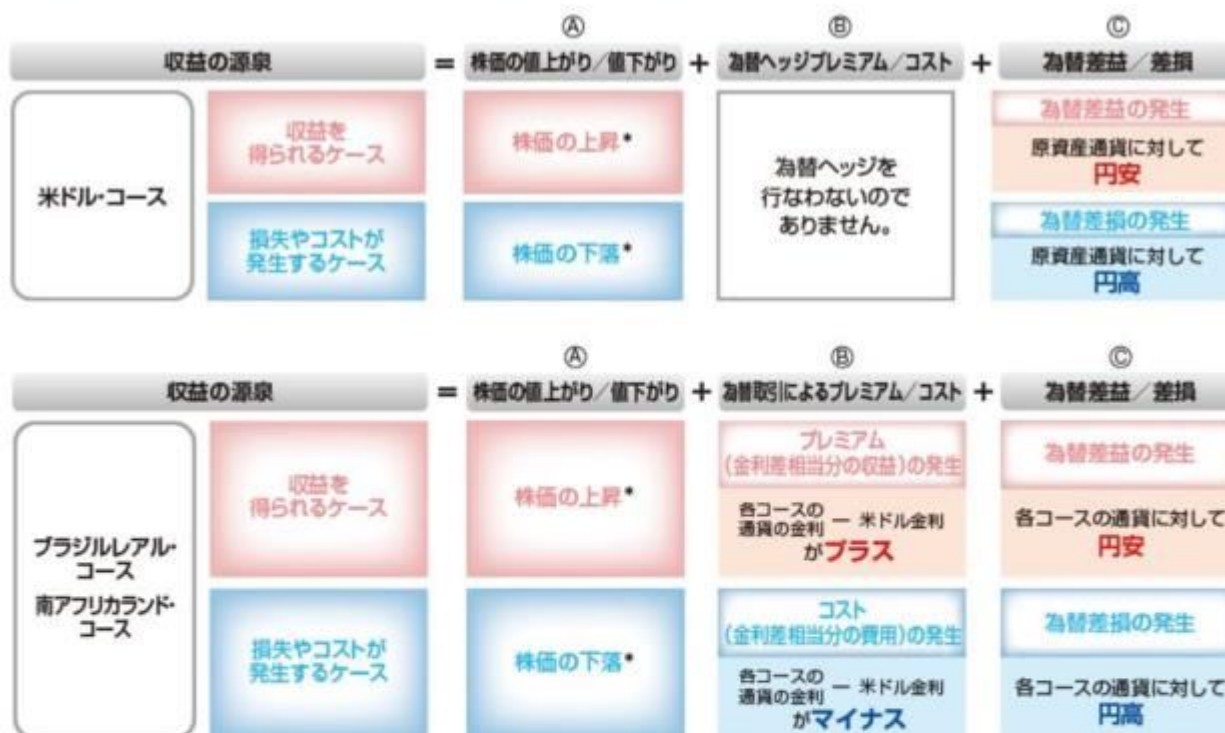 Ⓐ Ⓑ Ⓒ
収益の源泉 = 株価の値上がり/値下がり + 為替ヘッジプレミアム/コスト + 為替差益/差損
米ドル・コース
収益を
得られるケース
株価の上昇*
損失やコストが
発生するケース
株価の下落*
為替ヘッジを
行なわないので
ありません。
為替差益の発生
原資産通貨に対して
円安
為替差損の発生
原資産通貨に対して
円高
Ⓐ Ⓑ Ⓒ
収益の源泉 = 株価の値上がり/値下がり + 為替取引によるプレミアム/コスト + 為替差益/差損
ブラジルレアル・
コース
南アフリカランド・
コース
収益を
得られるケース
株価の上昇*
プレミアム
(金利差相当分の収益)の発生
各コースの
通貨の金利 ー 米ドル金利
がプラス
為替差益の発生
各コースの通貨に対して
円安
損失やコストが
発生するケース
株価の下落*
コスト
(金利差相当分の費用)の発生
各コースの
通貨の金利 ー 米ドル金利
がマイナス
為替差損の発生
各コースの通貨に対して
円高